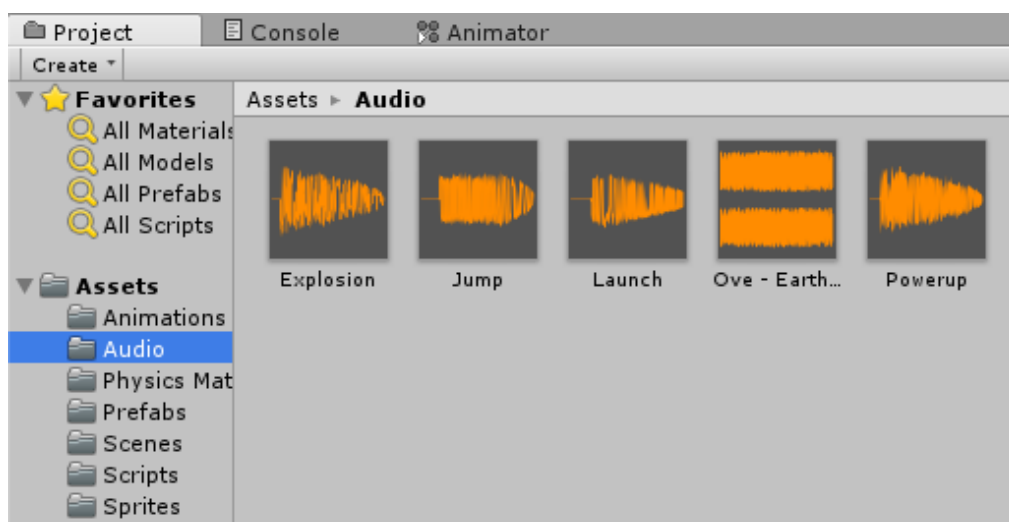 Project Console Animator
Create
Favorites
All Materials
All Models
All Prefabs
All Scripts
Assets
Animations
Audio
Physics Mat
Prefabs
Scenes
Scripts
Sprites
Assets Audio
Explosion Jump Launch Ove - Earth... Powerup